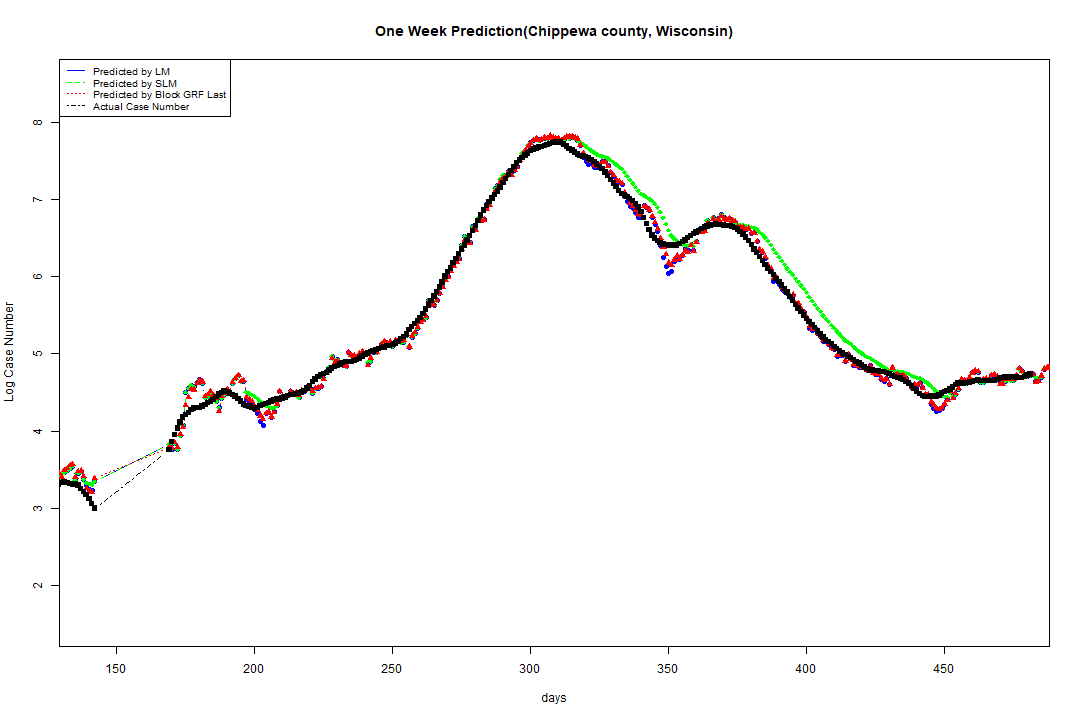 One Week Prediction(Chippewa county, Wisconsin)
Predicted by LM
Predicted by SLM
Predicted by Block GRF Last
Actual Case Number
8
7
6
5
4
3
2
Log Case Number
150 200 250 300 350 400 450
days